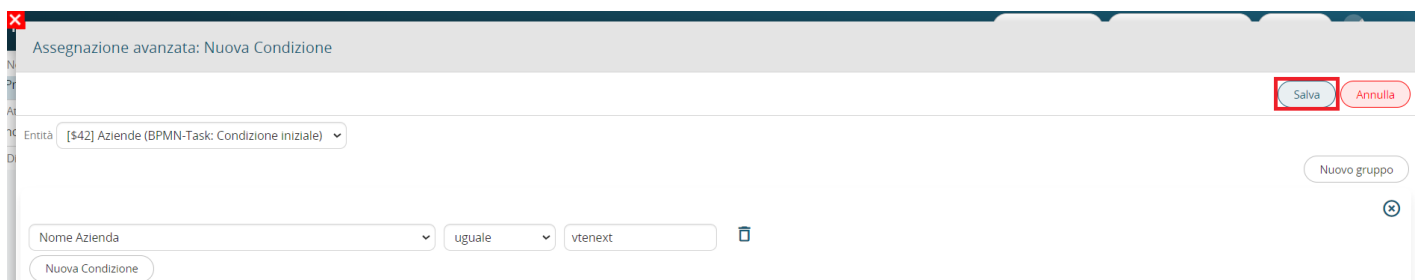 Assegnazione avanzata: Nuova Condizione
Salva
Annulla
Entità [$42] Aziende (BPMN-Task: Condizione iniziale)
Nuovo gruppo
Nome Azienda uguale vtenext
Nuova Condizione